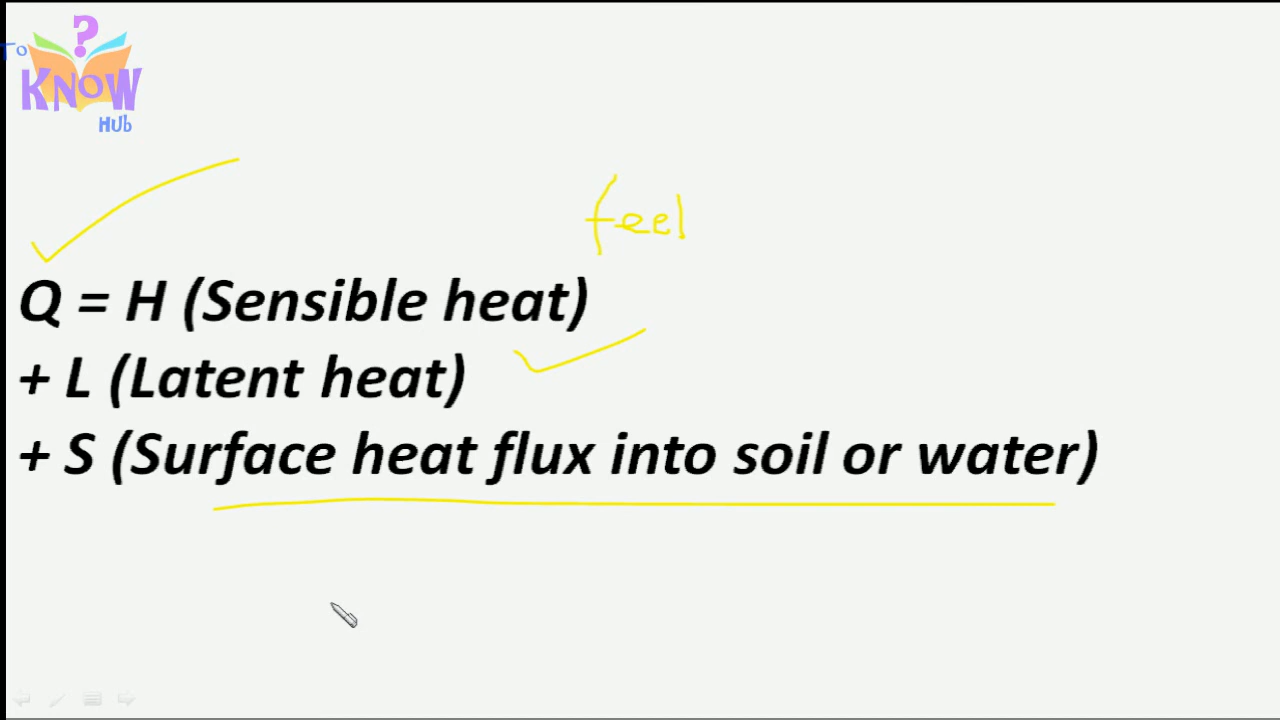 ?
To
KNOW
HUb
feel
Q = H (Sensible heat)
+ L (Latent heat)
+ S (Surface heat flux into soil or water)